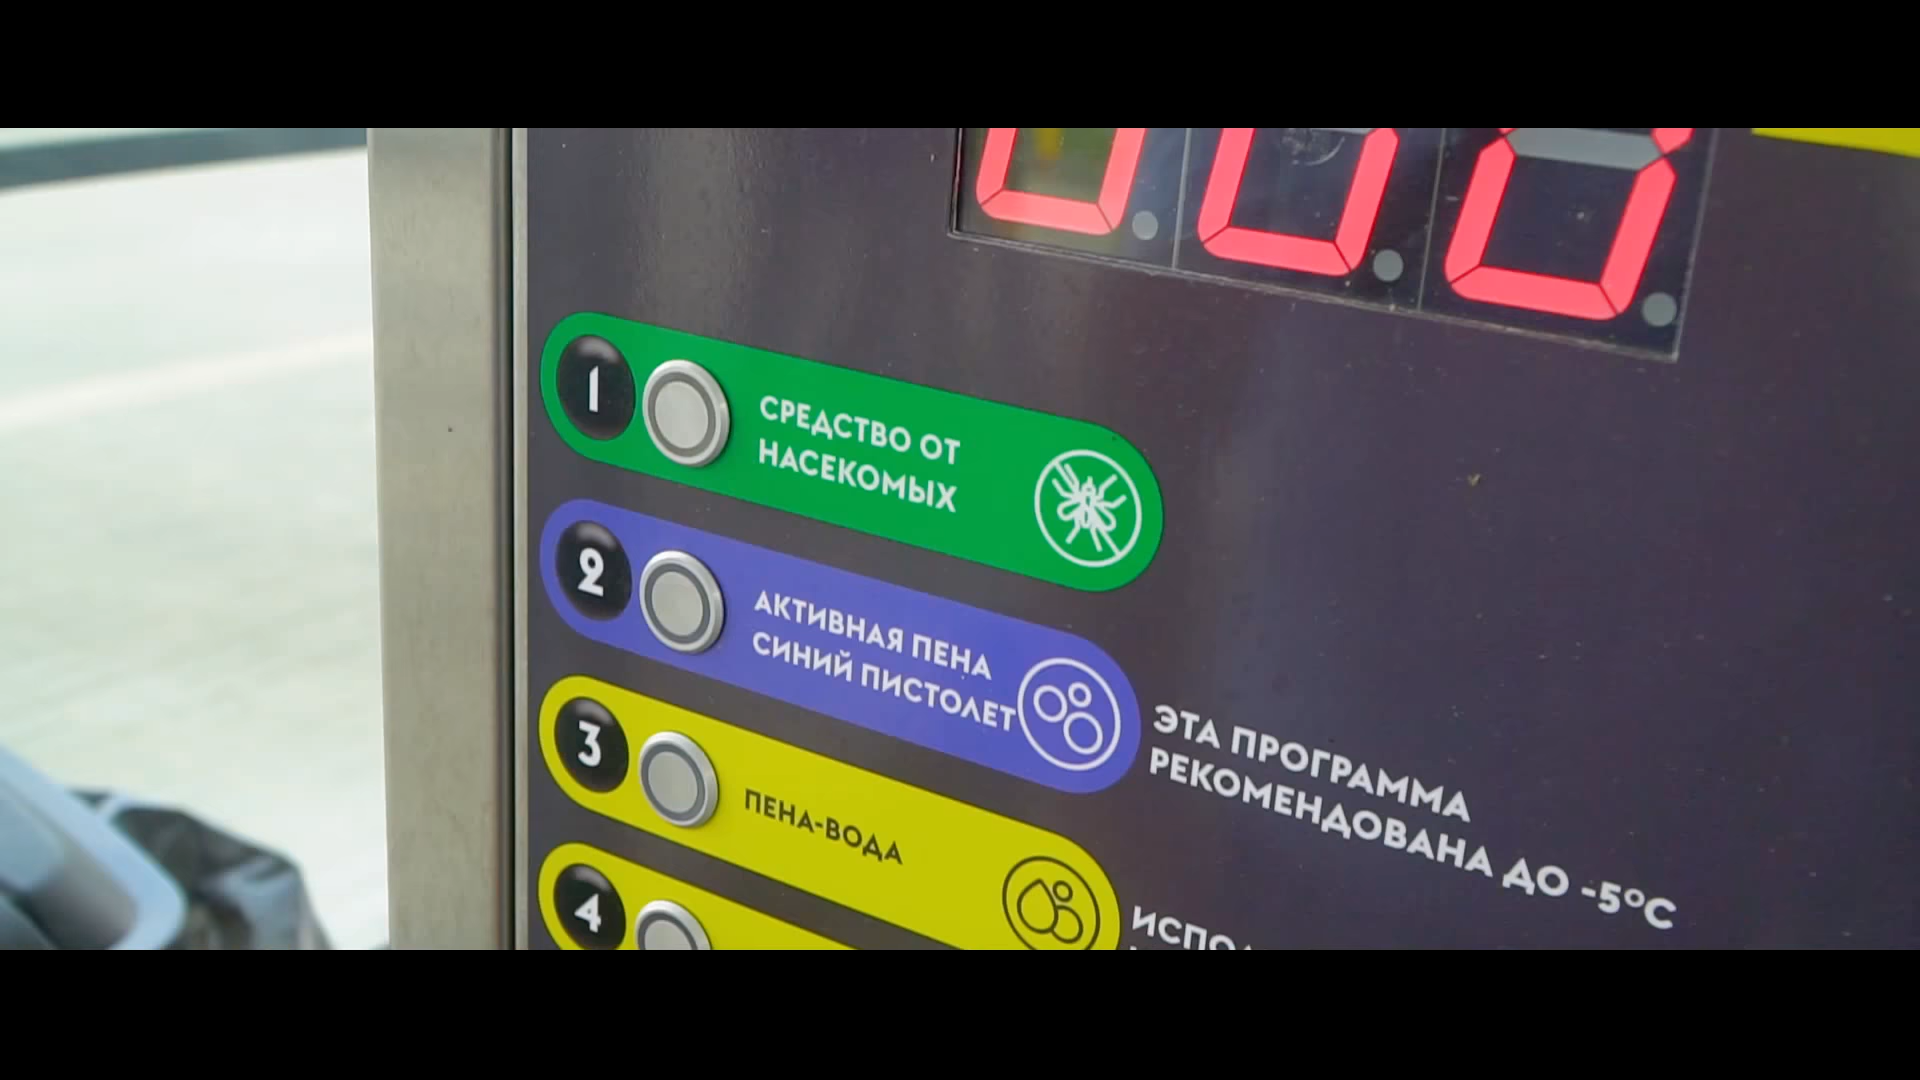 1
СРЕДСТВО ОТ
НАСЕКОМЫХ
2
АКТИВНАЯ ПЕНА
СИНИЙ ПИСТОЛЕТ
ЭТА ПРОГРАММА
РЕКОМЕНДОВАНА ДО -5°C
3
ПЕНА-ВОДА
4